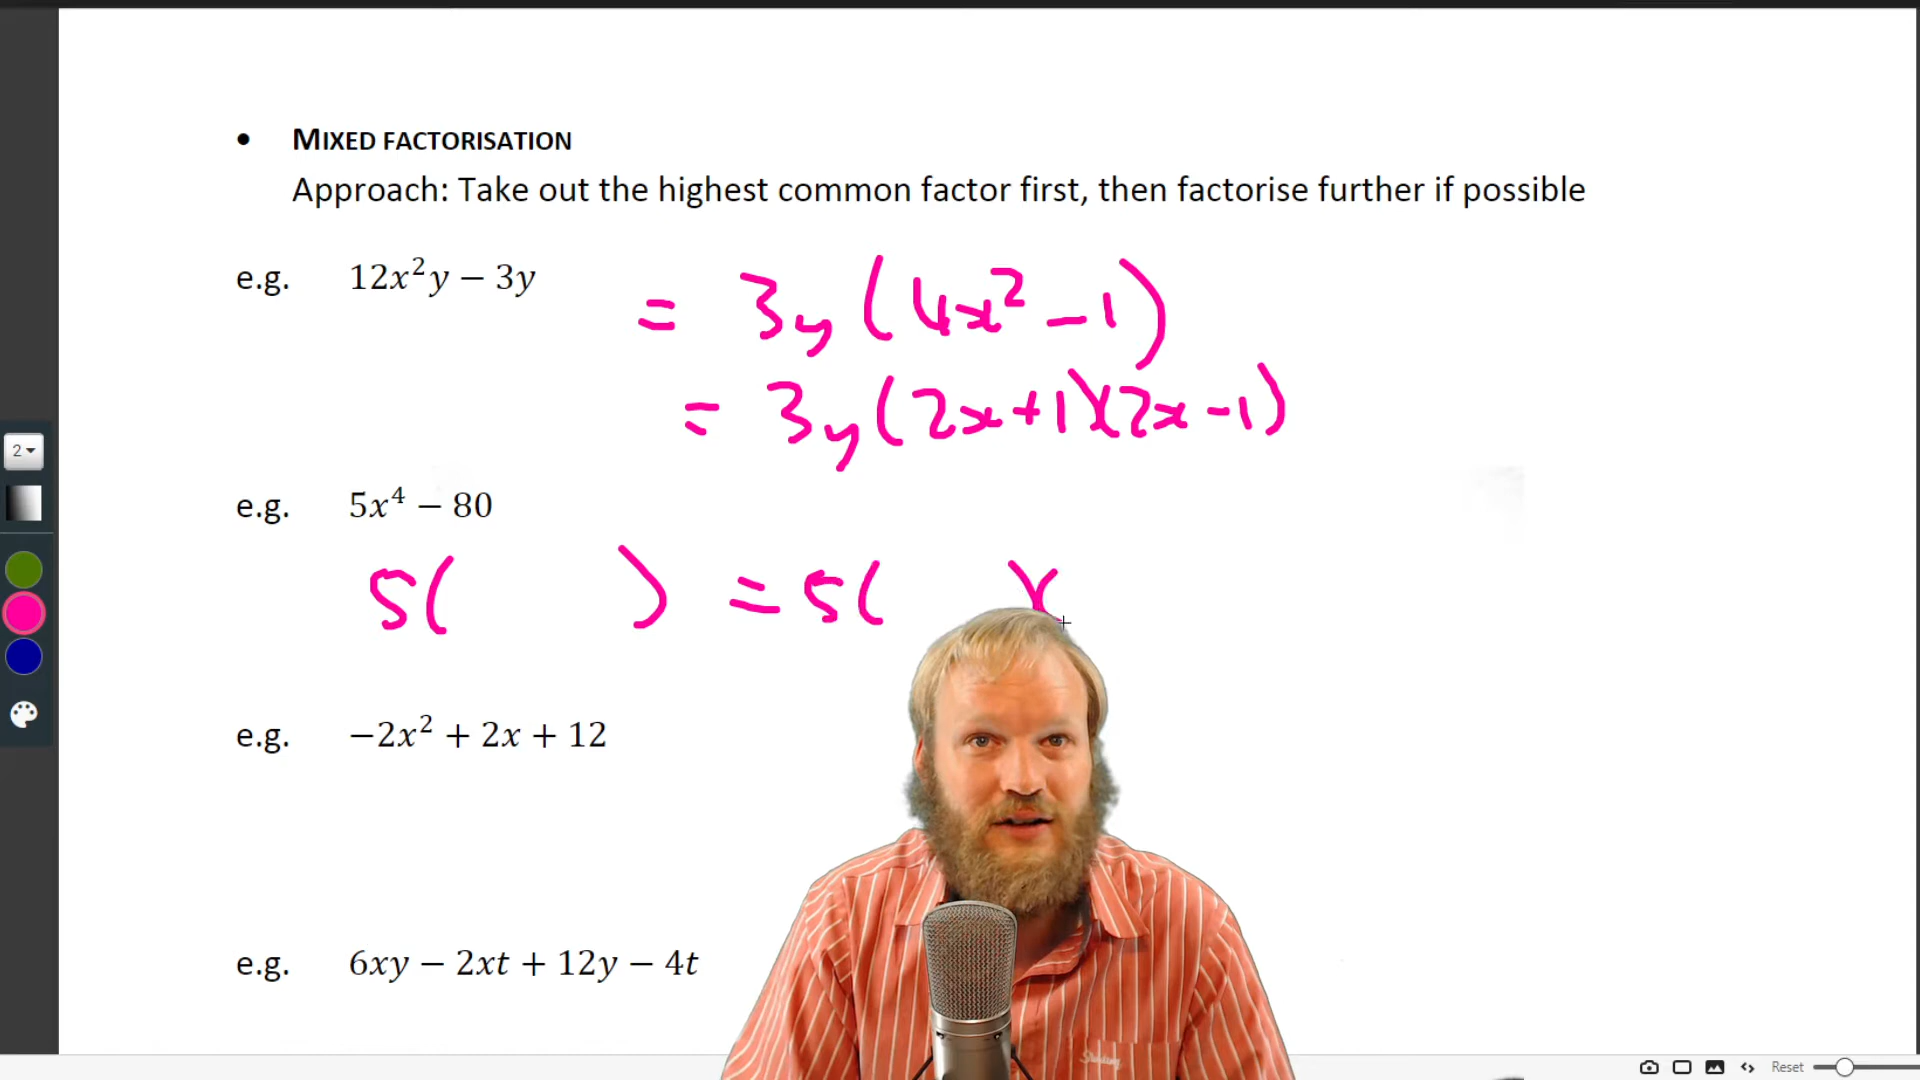 • MIXED FACTORISATION
Approach: Take out the highest common factor first, then factorise further if possible
e.g. 12x²y − 3y = 3y(4x² − 1)
= 3y(2x+1)(2x−1)
e.g. 5x⁴ − 80
5( ) = 5( )(
e.g. −2x² + 2x + 12
e.g. 6xy − 2xt + 12y − 4t
2
Reset